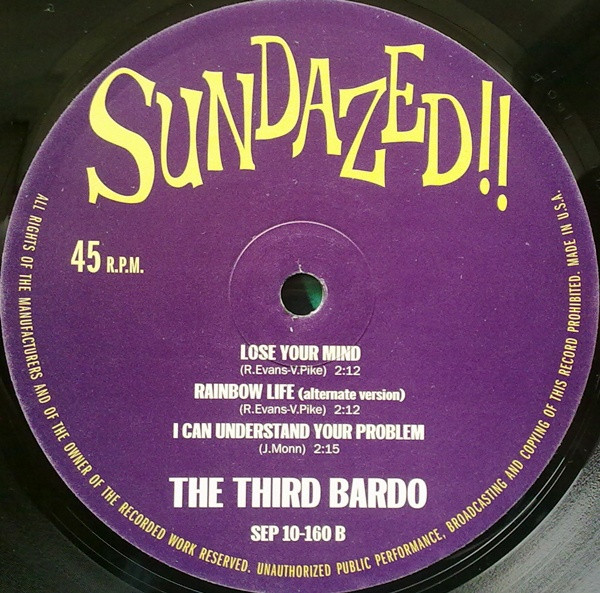 SUNDAZED!!
45 R.P.M.
LOSE YOUR MIND
(R.Evans-V.Pike) 2:12
RAINBOW LIFE (alternate version)
(R.Evans-V.Pike) 2:12
I CAN UNDERSTAND YOUR PROBLEM
(J.Monn) 2:15
THE THIRD BARDO
SEP 10-160 B
ALL RIGHTS OF THE MANUFACTURERS AND OF THE OWNER OF THE RECORDED WORK RESERVED. UNAUTHORIZED PUBLIC PERFORMANCE, BROADCASTING AND COPYING OF THIS RECORD PROHIBITED. MADE IN U.S.A.